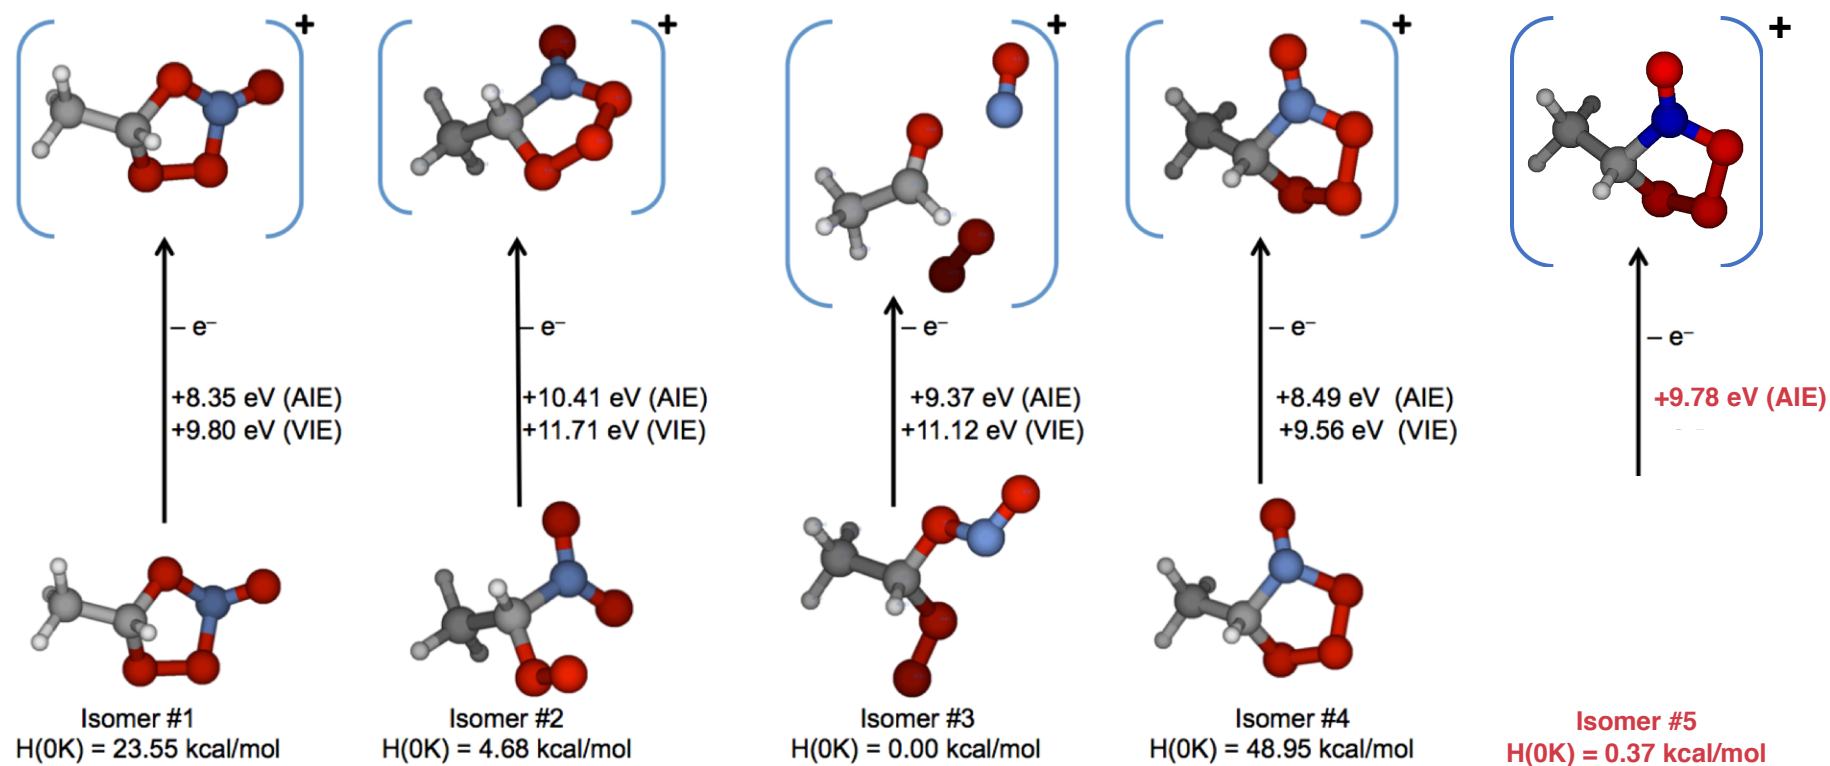 +
+
+
+
+
– e⁻
– e⁻
– e⁻
– e⁻
– e⁻
+8.35 eV (AIE)
+9.80 eV (VIE)
+10.41 eV (AIE)
+11.71 eV (VIE)
+9.37 eV (AIE)
+11.12 eV (VIE)
+8.49 eV (AIE)
+9.56 eV (VIE)
+9.78 eV (AIE)
Isomer #1
H(0K) = 23.55 kcal/mol
Isomer #2
H(0K) = 4.68 kcal/mol
Isomer #3
H(0K) = 0.00 kcal/mol
Isomer #4
H(0K) = 48.95 kcal/mol
Isomer #5
H(0K) = 0.37 kcal/mol